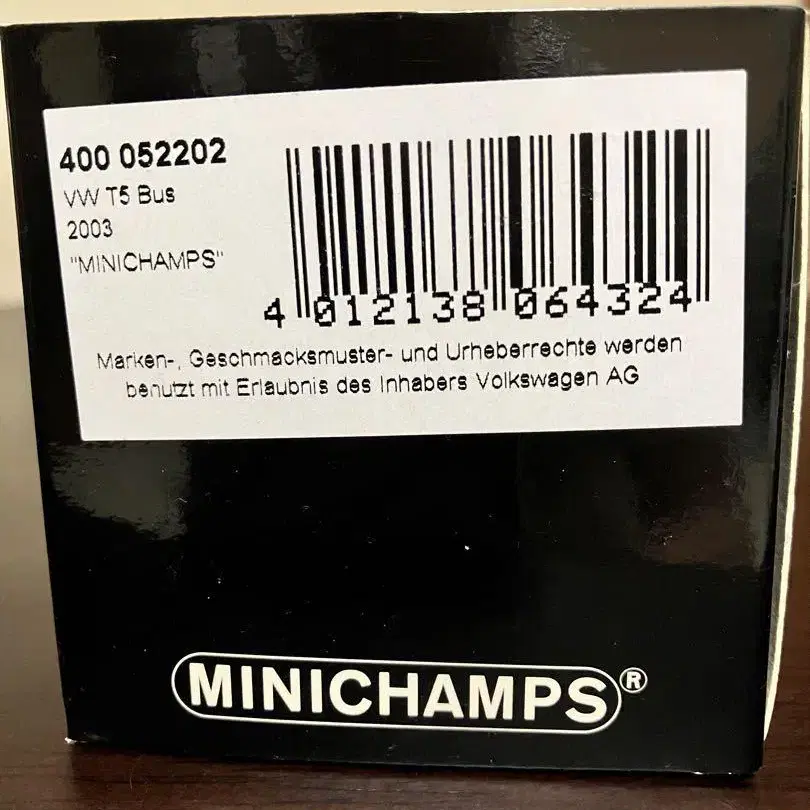 400 052202
VW T5 Bus
2003
"MINICHAMPS"
4 012138 064324
Marken-, Geschmacksmuster- und Urheberrechte werden
benutzt mit Erlaubnis des Inhabers Volkswagen AG
MINICHAMPS®